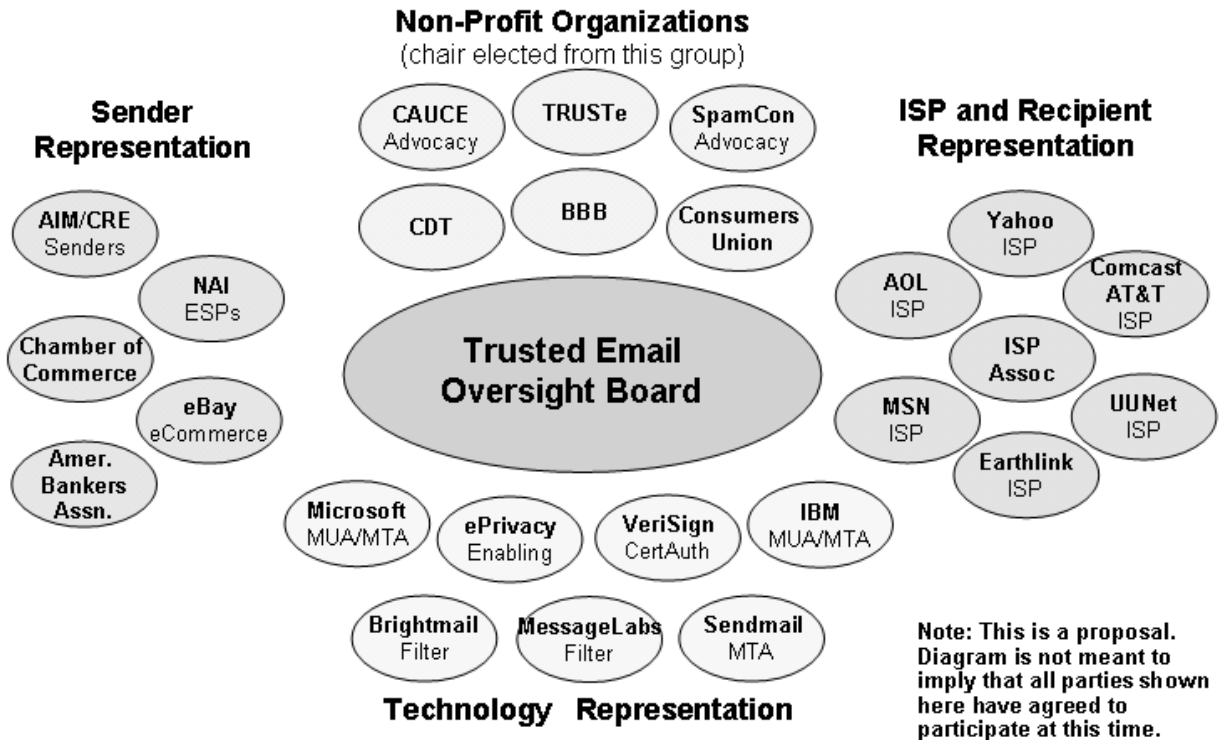 Non-Profit Organizations
(chair elected from this group)
CAUCE
Advocacy
TRUSTe
SpamCon
Advocacy
CDT
BBB
Consumers
Union
Sender
Representation
AIM/CRE
Senders
NAI
ESPs
Chamber of
Commerce
eBay
eCommerce
Amer.
Bankers
Assn.
Trusted Email
Oversight Board
ISP and Recipient
Representation
Yahoo
ISP
AOL
ISP
Comcast
AT&T
ISP
ISP
Assoc
MSN
ISP
UUNet
ISP
Earthlink
ISP
Microsoft
MUA/MTA
ePrivacy
Enabling
VeriSign
CertAuth
IBM
MUA/MTA
Brightmail
Filter
MessageLabs
Filter
Sendmail
MTA
Technology Representation
Note: This is a proposal.
Diagram is not meant to
imply that all parties shown
here have agreed to
participate at this time.